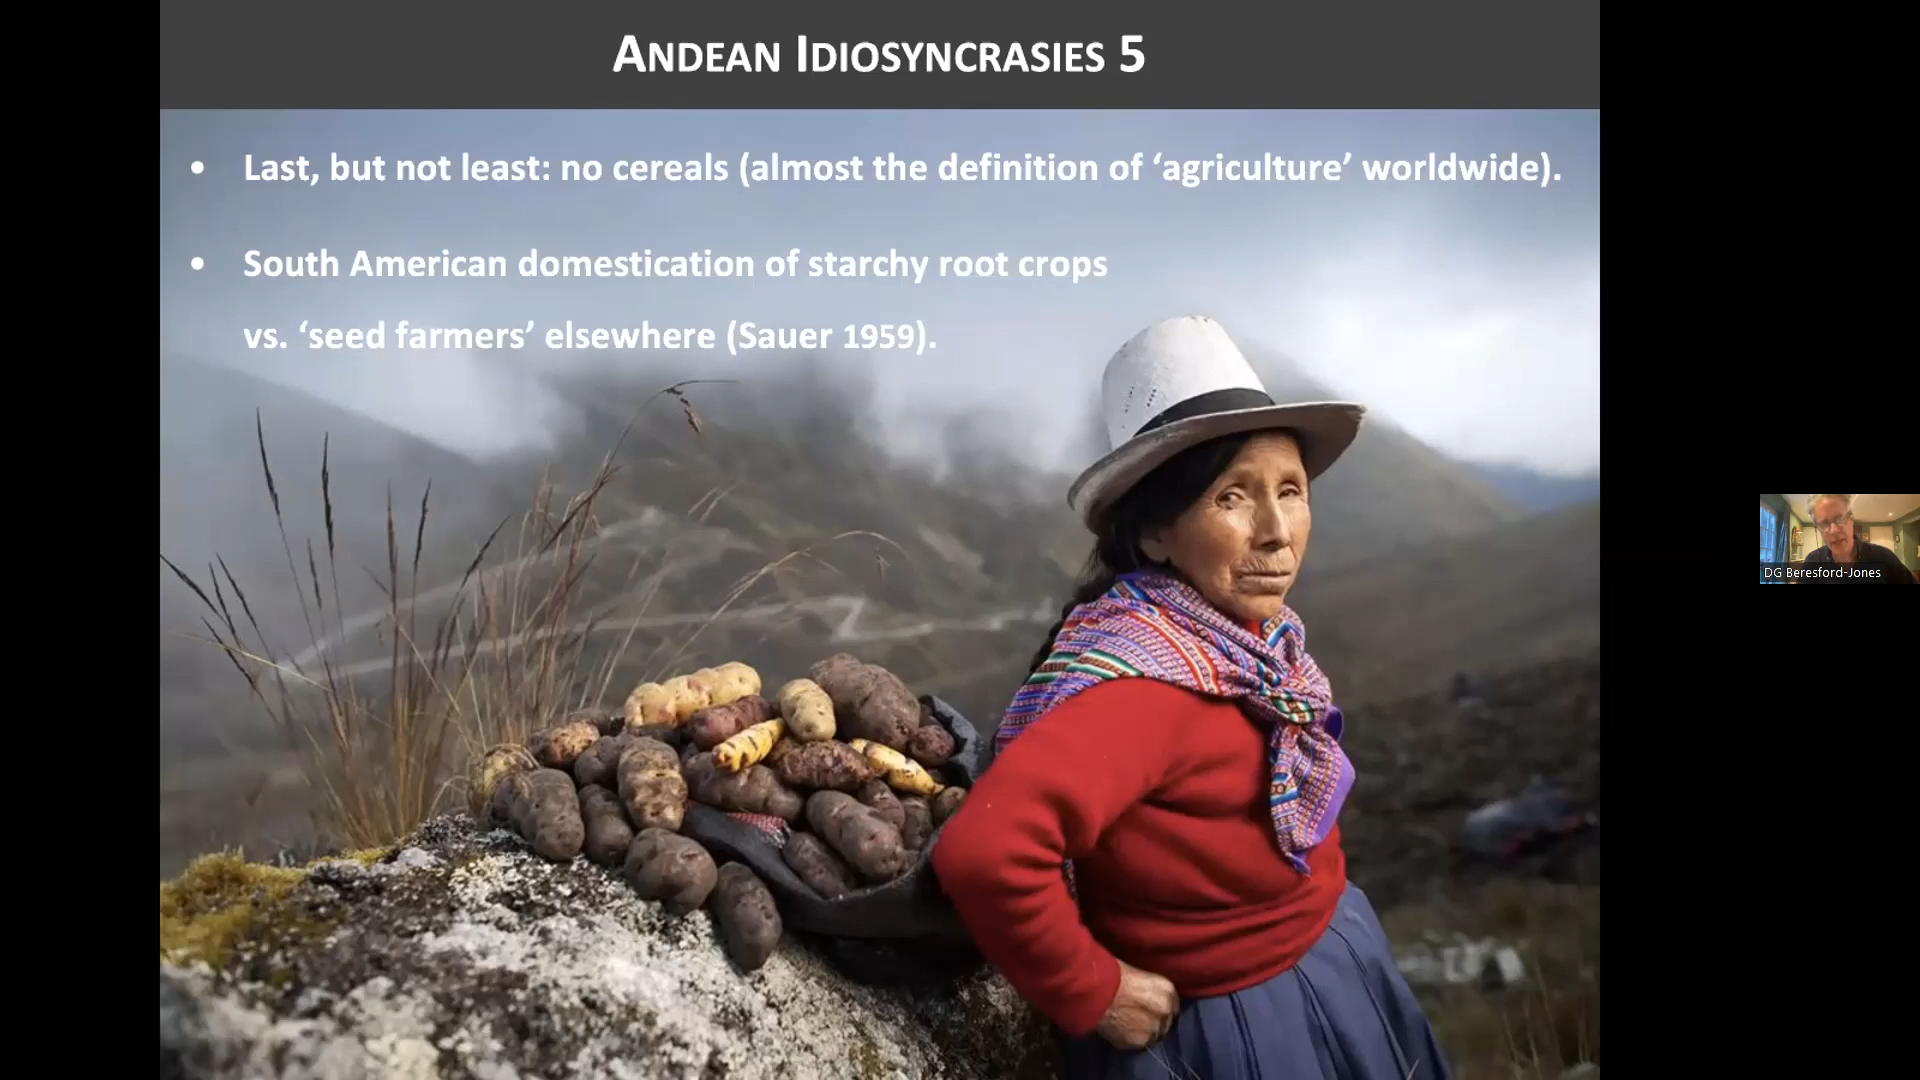 ANDEAN IDIOSYNCRASIES 5
• Last, but not least: no cereals (almost the definition of ‘agriculture’ worldwide).
• South American domestication of starchy root crops
vs. ‘seed farmers’ elsewhere (Sauer 1959).
DG Beresford-Jones